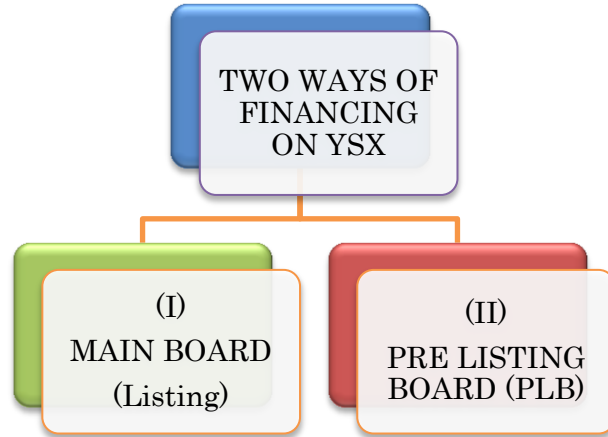 TWO WAYS OF
FINANCING
ON YSX
(I)
MAIN BOARD
(Listing)
(II)
PRE LISTING
BOARD (PLB)